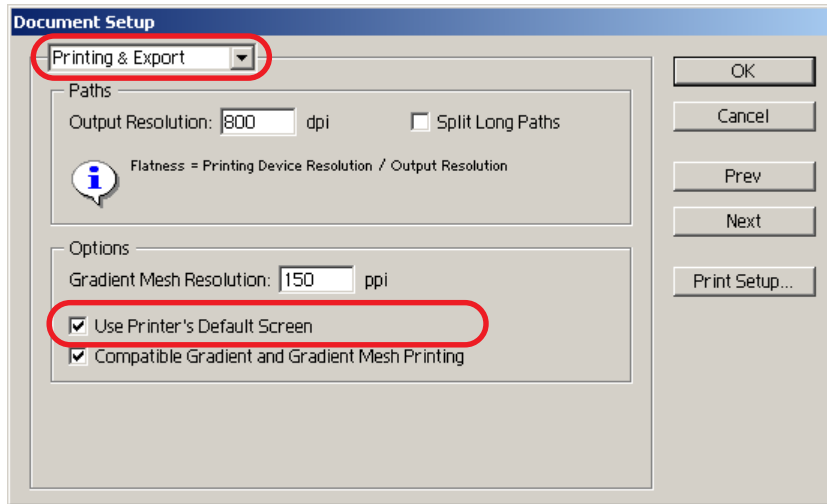 Document Setup
Printing & Export
Paths
Output Resolution: 800 dpi
Split Long Paths
Flatness = Printing Device Resolution / Output Resolution
Options
Gradient Mesh Resolution: 150 ppi
Use Printer's Default Screen
Compatible Gradient and Gradient Mesh Printing
OK
Cancel
Prev
Next
Print Setup...